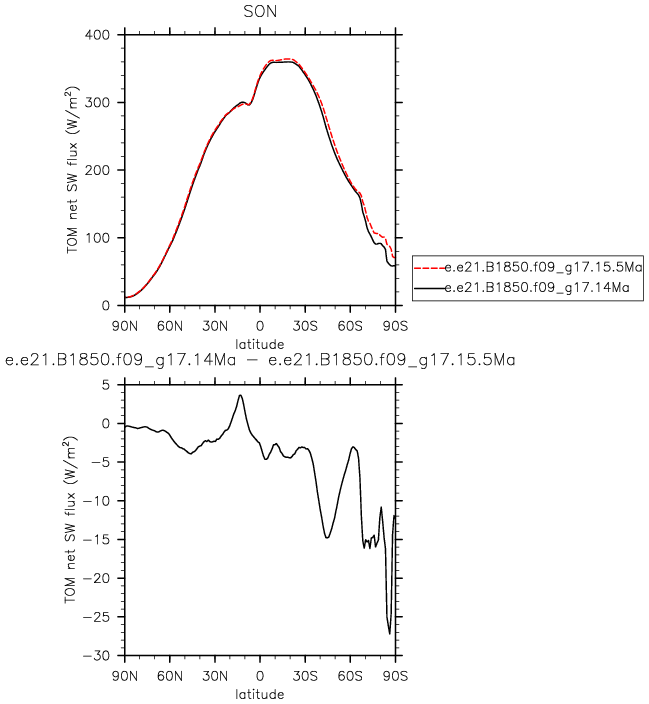 SON
400
300
200
100
0
TOM net SW flux (W/m²)
90N 60N 30N 0 30S 60S 90S
latitude
e.e21.B1850.f09_g17.15.5Ma
e.e21.B1850.f09_g17.14Ma
e.e21.B1850.f09_g17.14Ma − e.e21.B1850.f09_g17.15.5Ma
5
0
−5
−10
−15
−20
−25
−30
TOM net SW flux (W/m²)
90N 60N 30N 0 30S 60S 90S
latitude